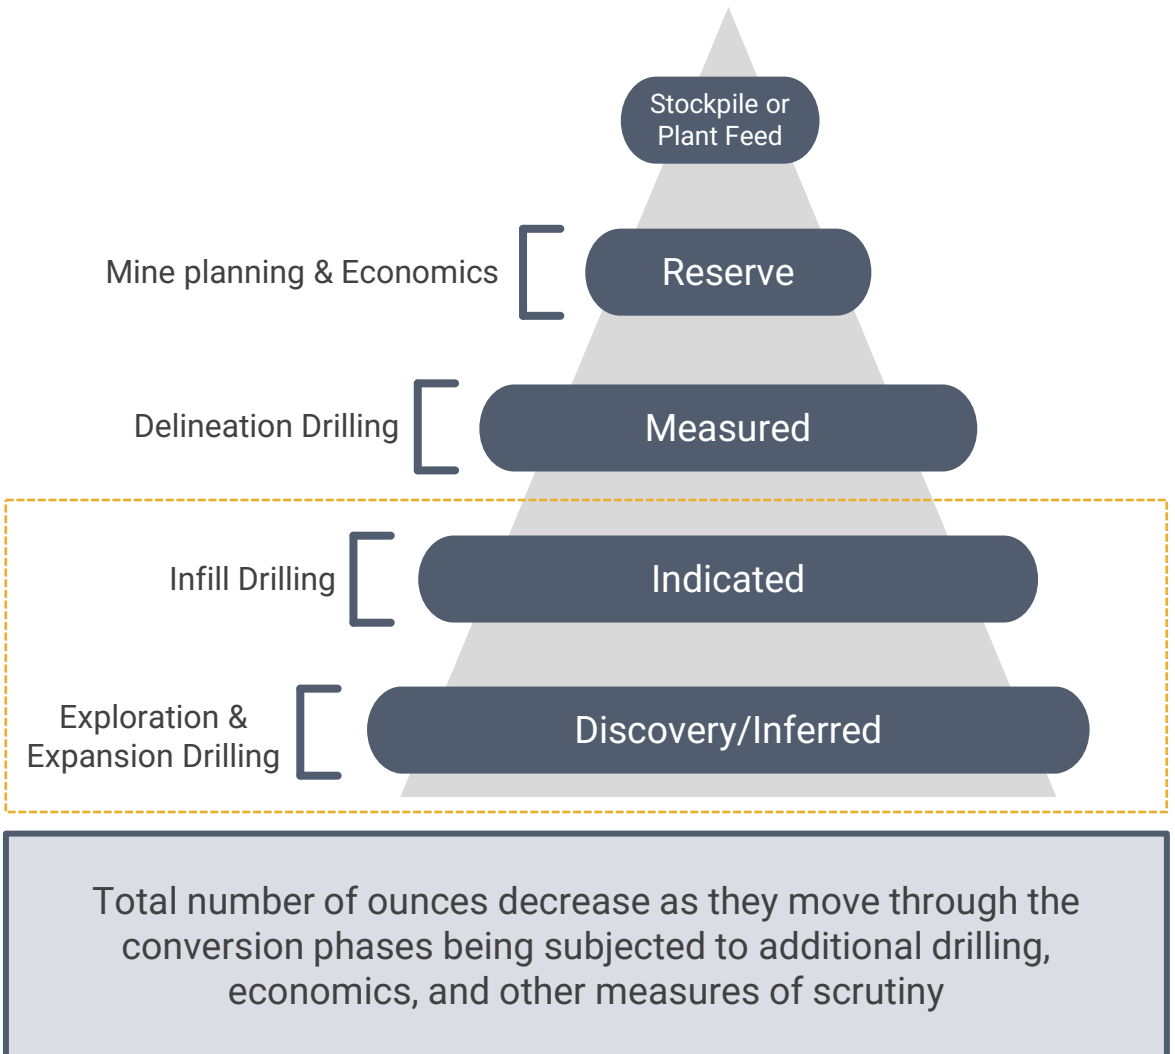 Stockpile or
Plant Feed
Mine planning & Economics
Reserve
Delineation Drilling
Measured
Infill Drilling
Indicated
Exploration &
Expansion Drilling
Discovery/Inferred
Total number of ounces decrease as they move through the
conversion phases being subjected to additional drilling,
economics, and other measures of scrutiny